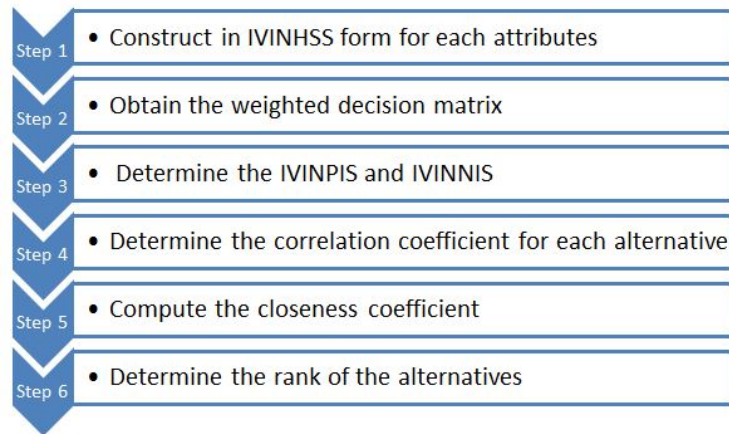 Step 1
• Construct in IVINHSS form for each attributes
Step 2
• Obtain the weighted decision matrix
Step 3
• Determine the IVINPIS and IVINNIS
Step 4
• Determine the correlation coefficient for each alternative
Step 5
• Compute the closeness coefficient
Step 6
• Determine the rank of the alternatives